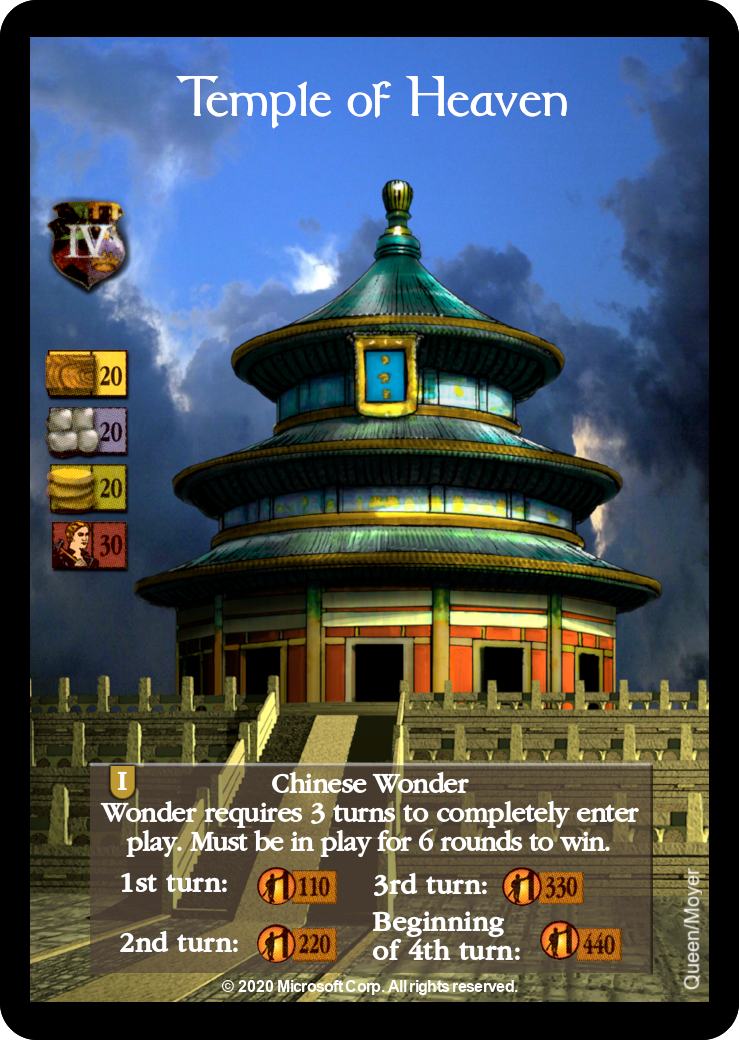 Temple of Heaven
IV
20
20
20
30
I
Chinese Wonder
Wonder requires 3 turns to completely enter
play. Must be in play for 6 rounds to win.
1st turn: 110
3rd turn: 330
2nd turn: 220
Beginning
of 4th turn: 440
© 2020 Microsoft Corp. All rights reserved.
Queen/Moyer